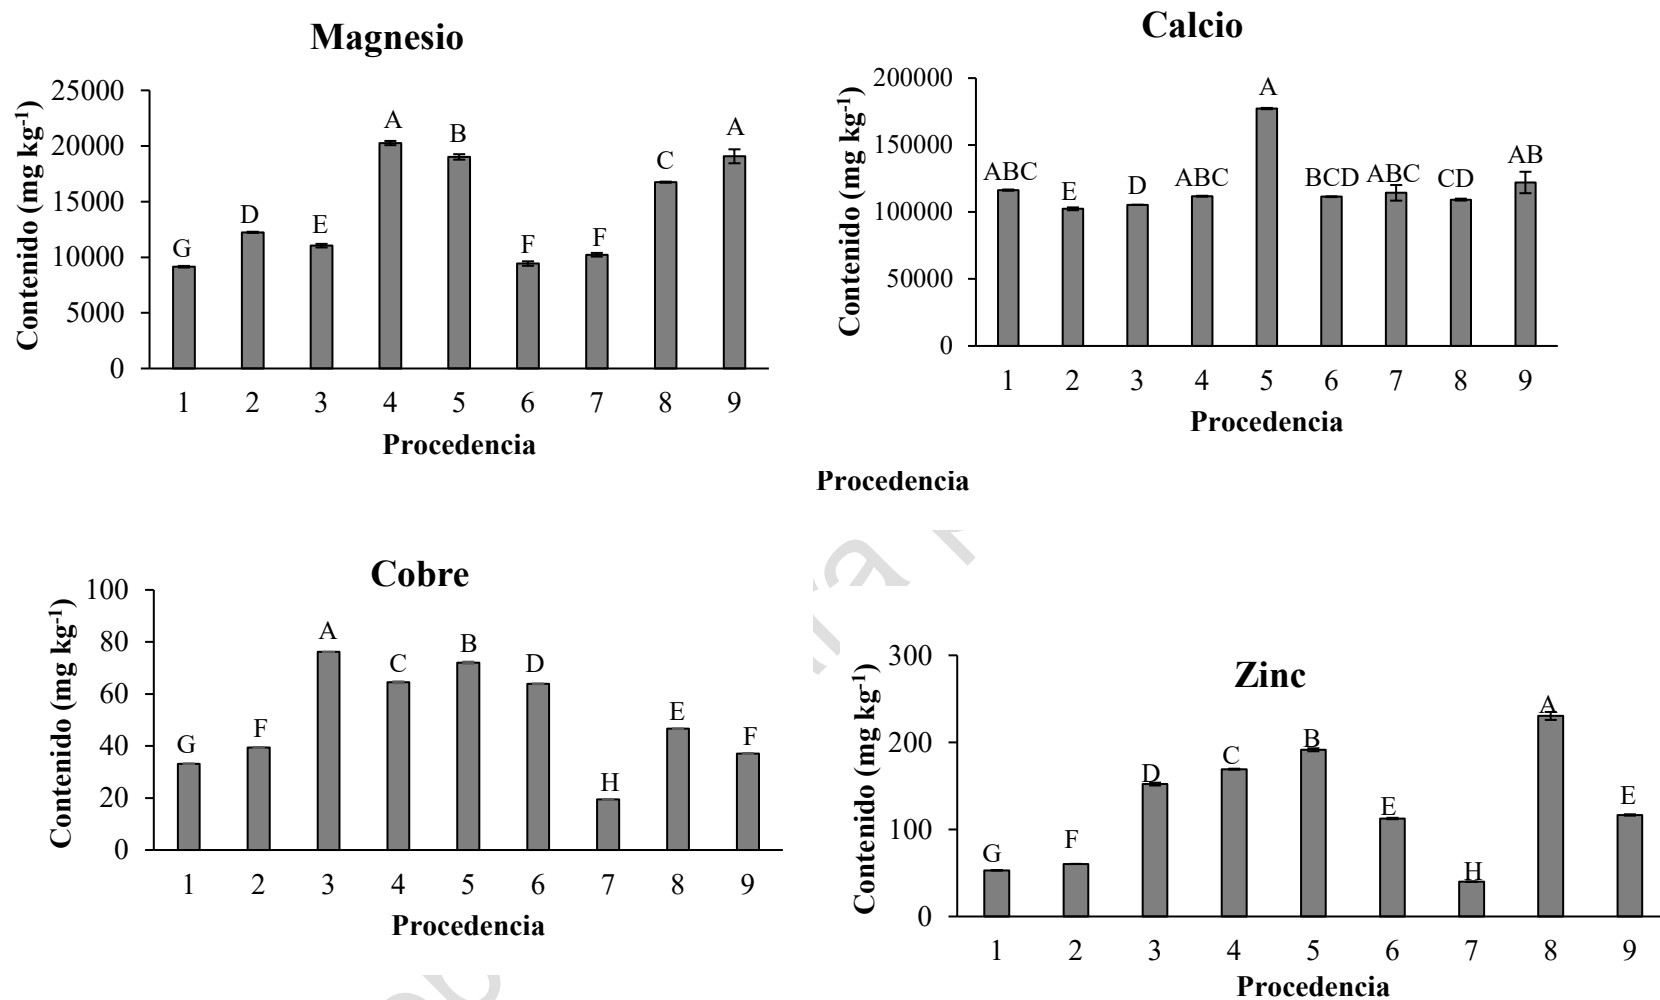 Magnesio
Contenido (mg kg-1)
25000
20000
15000
10000
5000
0
G
D
E
A
B
F
F
C
A
1 2 3 4 5 6 7 8 9
Procedencia
Calcio
Contenido (mg kg-1)
200000
150000
100000
50000
0
ABC
E
D
ABC
A
BCD
ABC
CD
AB
1 2 3 4 5 6 7 8 9
Procedencia
Procedencia
Cobre
Contenido (mg kg-1)
100
80
60
40
20
0
G
F
A
C
B
D
H
E
F
1 2 3 4 5 6 7 8 9
Procedencia
Zinc
Contenido (mg kg-1)
300
200
100
0
G
F
D
C
B
E
H
A
E
1 2 3 4 5 6 7 8 9
Procedencia